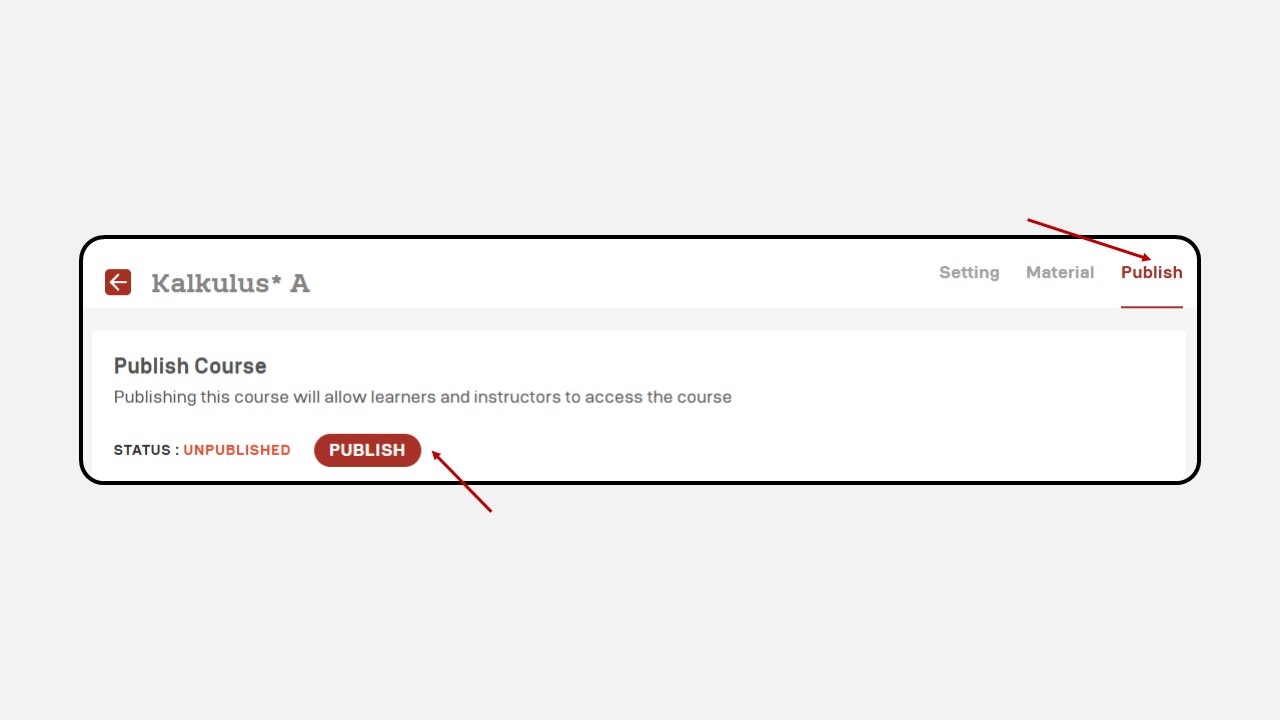 Kalkulus* A
Setting Material Publish
Publish Course
Publishing this course will allow learners and instructors to access the course
STATUS : UNPUBLISHED PUBLISH